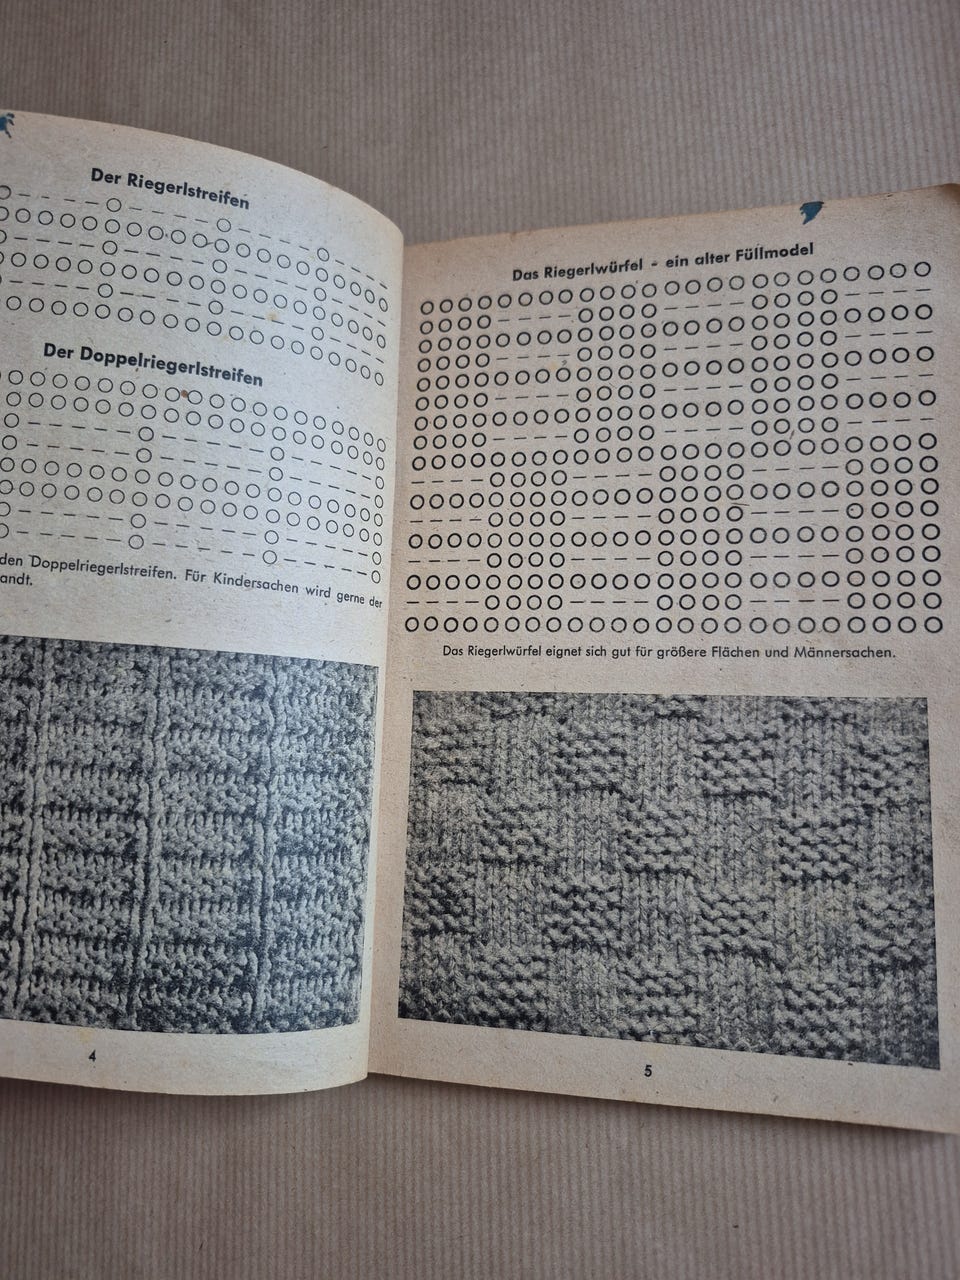 Der Riegerlstreifen
Der Doppelriegerlstreifen
den Doppelriegerlstreifen. Für Kindersachen wird gerne der
andt.
4
Das Riegerlwürfel - ein alter Füllmodel
Das Riegerlwürfel eignet sich gut für größere Flächen und Männersachen.
5